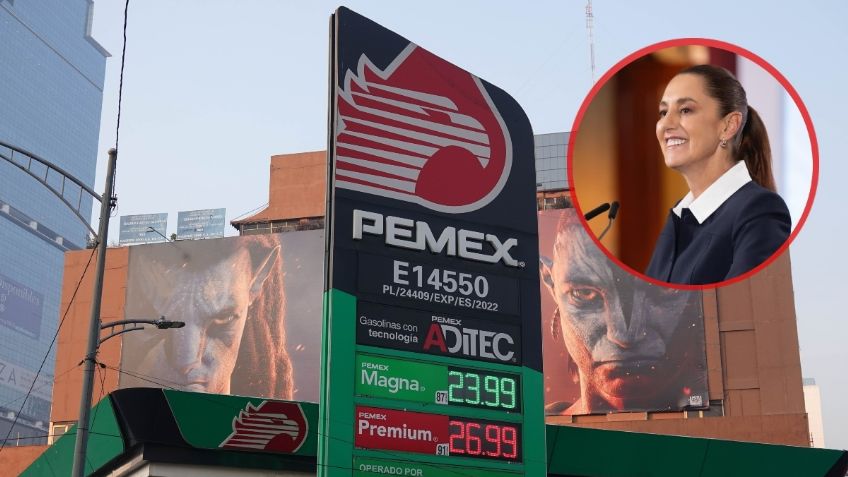 PEMEX
E14550
PL/24409/EXP/ES/2022
Gasolinas con
tecnología
PEMEX
ADITEC
PEMEX
Magna
87
23.99
PEMEX
Premium
91
26.99
OPERADO POR